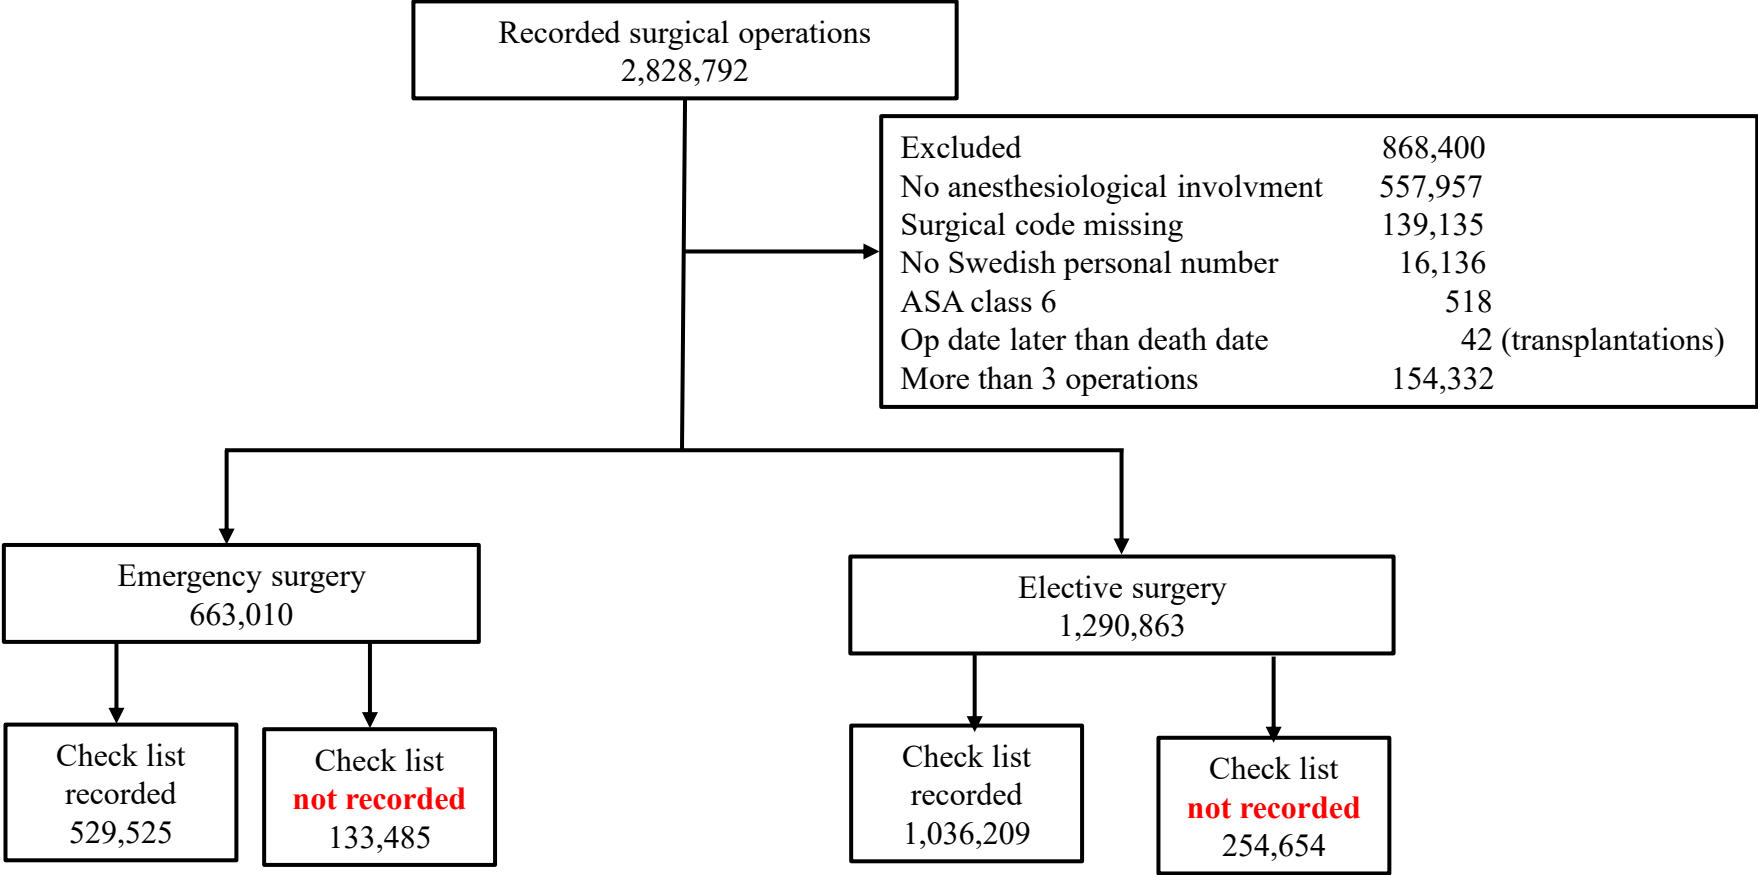 Recorded surgical operations
2,828,792
Excluded 868,400
No anesthesiological involvment 557,957
Surgical code missing 139,135
No Swedish personal number 16,136
ASA class 6 518
Op date later than death date 42 (transplantations)
More than 3 operations 154,332
Emergency surgery
663,010
Elective surgery
1,290,863
Check list
recorded
529,525
Check list
not recorded
133,485
Check list
recorded
1,036,209
Check list
not recorded
254,654